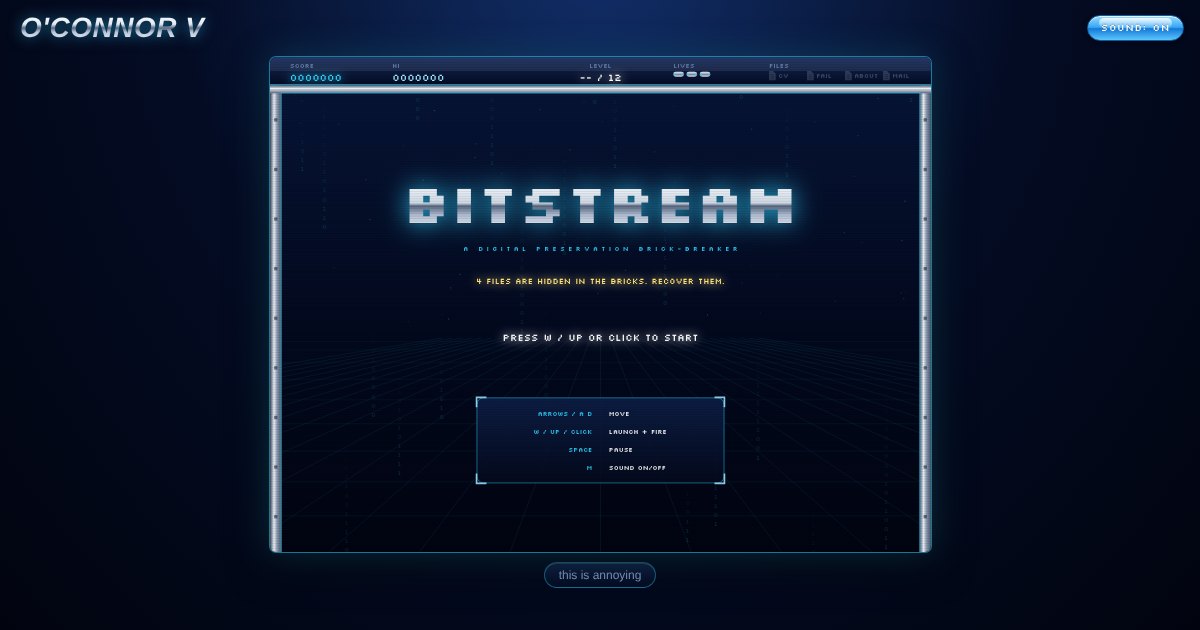 O'CONNOR V
SOUND: ON
SCORE HI LEVEL LIVES FILES
0000000 0000000 -- / 12 CV FAIL ABOUT MAIL
BITSTREAM
A DIGITAL PRESERVATION BRICK-BREAKER
4 FILES ARE HIDDEN IN THE BRICKS. RECOVER THEM.
PRESS W / UP OR CLICK TO START
ARROWS / A D MOVE
W / UP / CLICK LAUNCH + FIRE
SPACE PAUSE
M SOUND ON/OFF
this is annoying